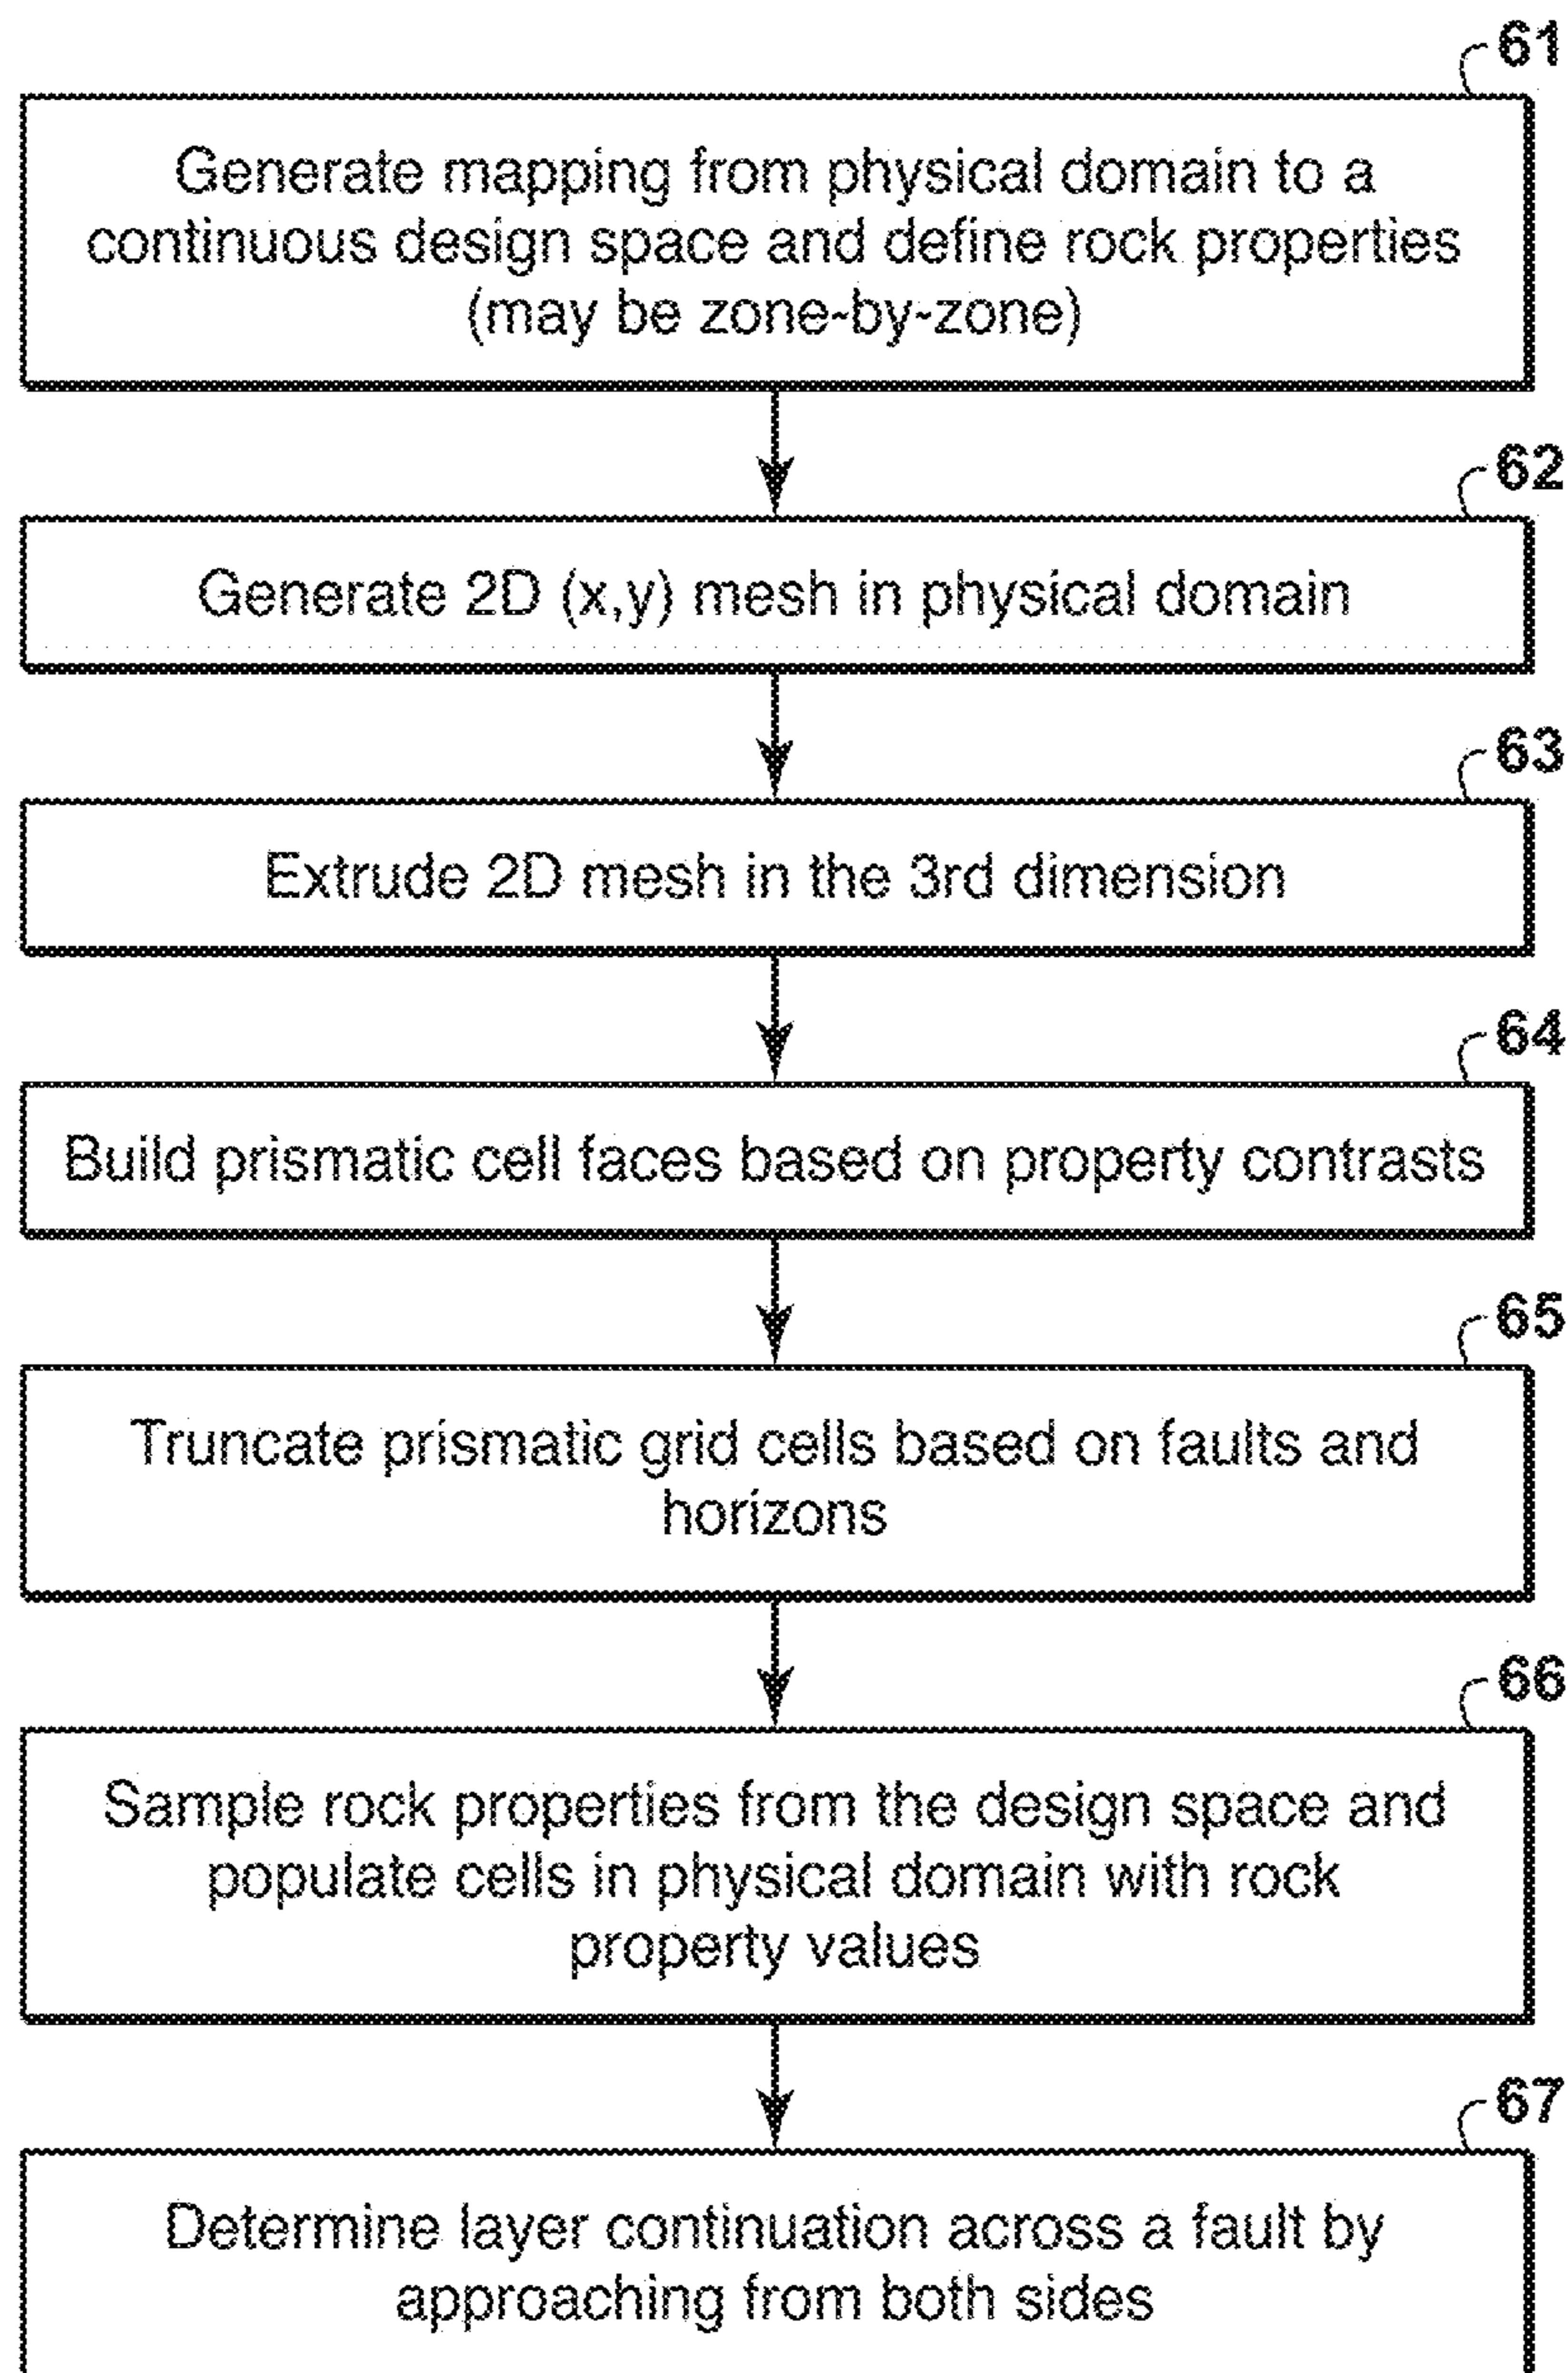 61
Generate mapping from physical domain to a
continuous design space and define rock properties
(may be zone-by-zone)
62
Generate 2D (x,y) mesh in physical domain
63
Extrude 2D mesh in the 3rd dimension
64
Build prismatic cell faces based on property contrasts
65
Truncate prismatic grid cells based on faults and
horizons
66
Sample rock properties from the design space and
populate cells in physical domain with rock
property values
67
Determine layer continuation across a fault by
approaching from both sides